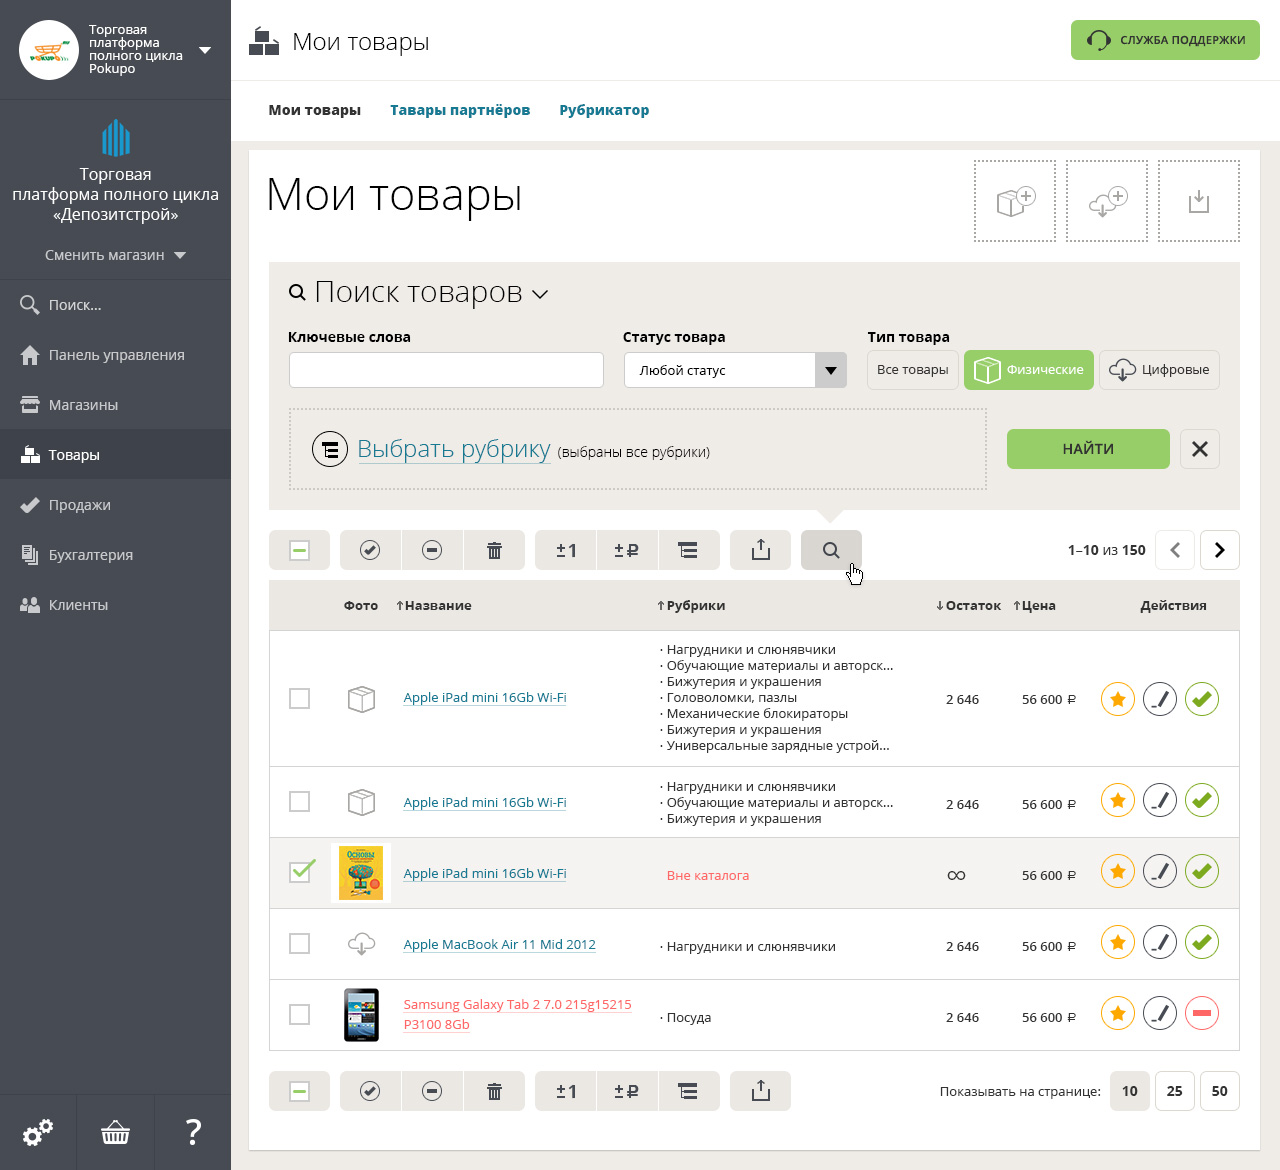 Торговая
платформа
полного цикла
Pokupo
POKUPO
Мои товары
СЛУЖБА ПОДДЕРЖКИ
Мои товары
Тавары партнёров
Рубрикатор
Торговая
платформа полного цикла
«Депозитстрой»
Сменить магазин
Поиск...
Панель управления
Магазины
Товары
Продажи
Бухгалтерия
Клиенты
?
Мои товары
Поиск товаров
Ключевые слова
Статус товара
Тип товара
Любой статус
Все товары
Физические
Цифровые
Выбрать рубрику (выбраны все рубрики)
НАЙТИ
±1
±₽
1–10 из 150
Фото
↑Название
↑Рубрики
↓Остаток
↑Цена
Действия
Apple iPad mini 16Gb Wi-Fi
· Нагрудники и слюнявчики
· Обучающие материалы и авторск...
· Бижутерия и украшения
· Головоломки, пазлы
· Механические блокираторы
· Бижутерия и украшения
· Универсальные зарядные устрой...
2 646
56 600 ₽
Apple iPad mini 16Gb Wi-Fi
· Нагрудники и слюнявчики
· Обучающие материалы и авторск...
· Бижутерия и украшения
2 646
56 600 ₽
Основы
Apple iPad mini 16Gb Wi-Fi
Вне каталога
∞
56 600 ₽
Apple MacBook Air 11 Mid 2012
· Нагрудники и слюнявчики
2 646
56 600 ₽
Samsung Galaxy Tab 2 7.0 215g15215
P3100 8Gb
· Посуда
2 646
56 600 ₽
±1
±₽
Показывать на странице:
10
25
50